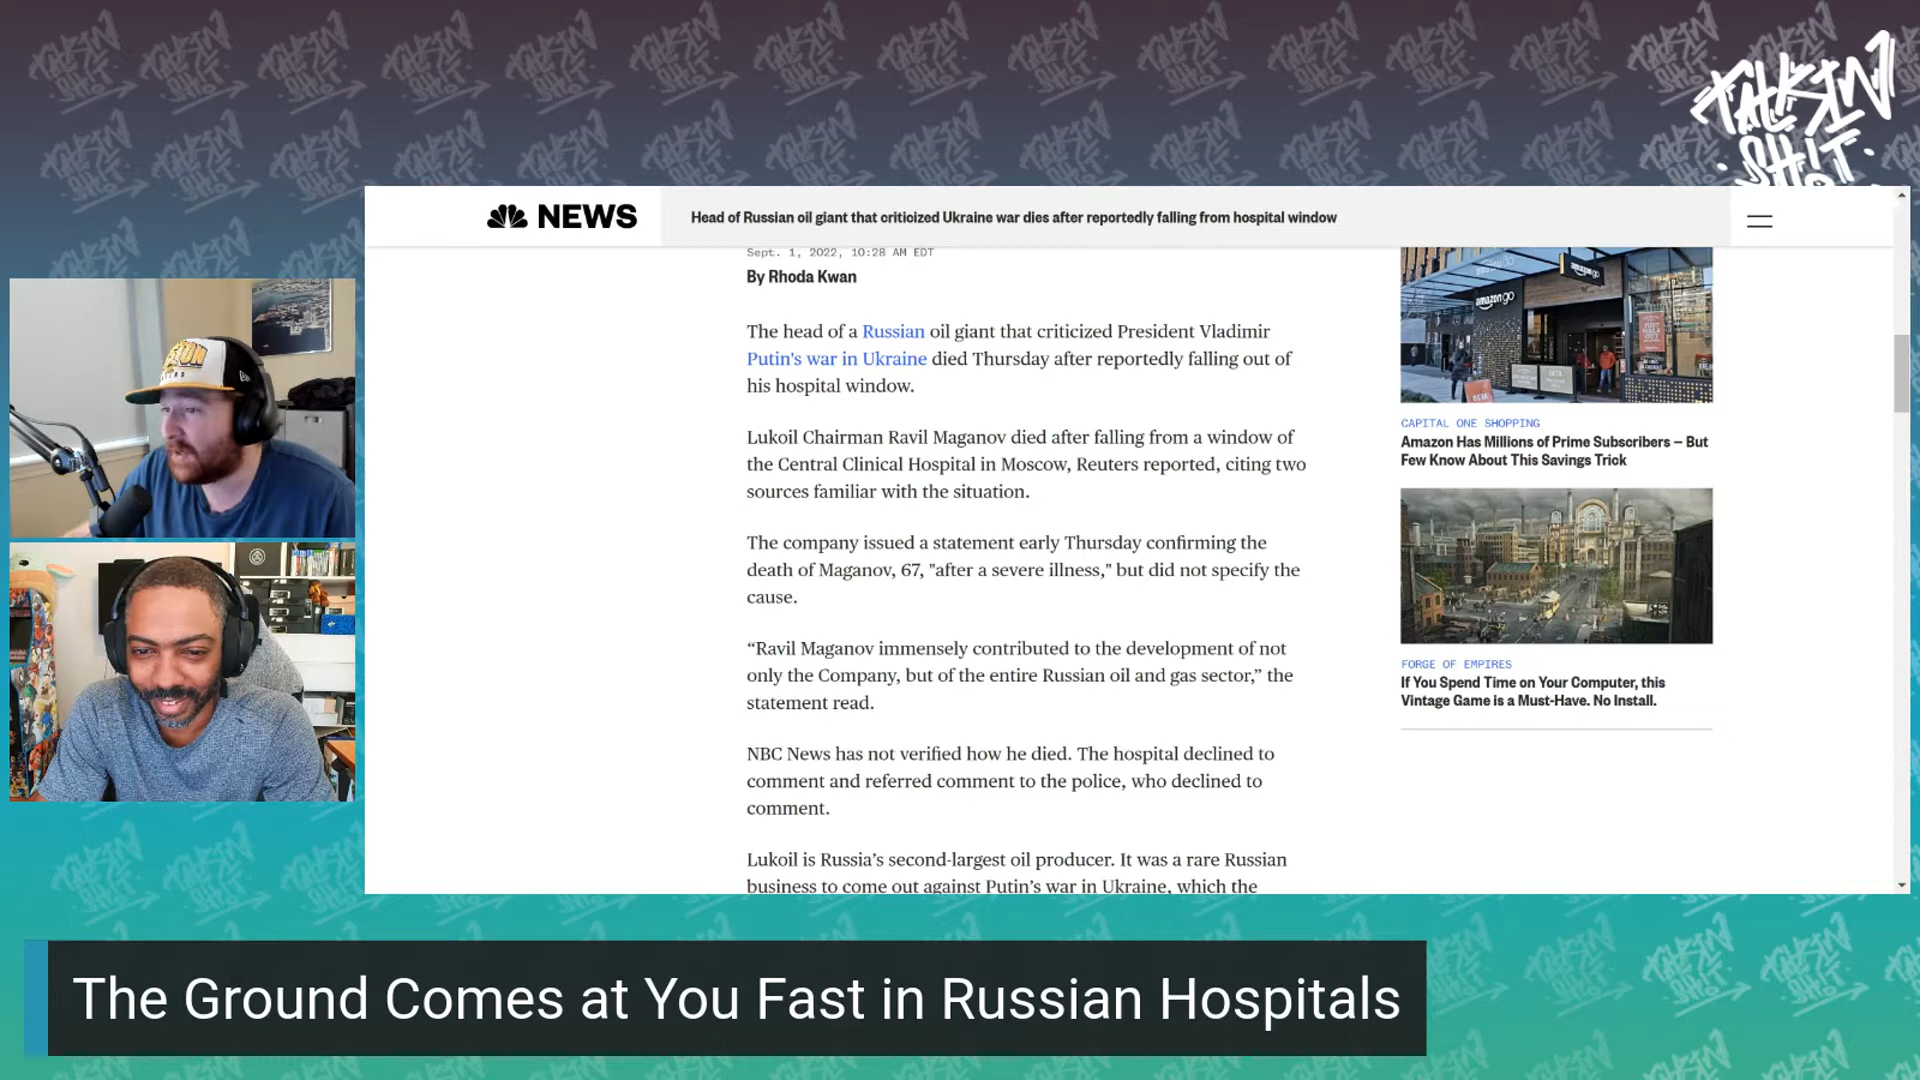 TALKIN
SH!T
NEWS
Head of Russian oil giant that criticized Ukraine war dies after reportedly falling from hospital window
Sept. 1, 2022, 10:28 AM EDT
By Rhoda Kwan
The head of a Russian oil giant that criticized President Vladimir
Putin's war in Ukraine died Thursday after reportedly falling out of
his hospital window.
Lukoil Chairman Ravil Maganov died after falling from a window of
the Central Clinical Hospital in Moscow, Reuters reported, citing two
sources familiar with the situation.
The company issued a statement early Thursday confirming the
death of Maganov, 67, "after a severe illness," but did not specify the
cause.
“Ravil Maganov immensely contributed to the development of not
only the Company, but of the entire Russian oil and gas sector,” the
statement read.
NBC News has not verified how he died. The hospital declined to
comment and referred comment to the police, who declined to
comment.
Lukoil is Russia’s second-largest oil producer. It was a rare Russian
business to come out against Putin’s war in Ukraine, which the
amazon go
amazon go
CAPITAL ONE SHOPPING
Amazon Has Millions of Prime Subscribers – But
Few Know About This Savings Trick
FORGE OF EMPIRES
If You Spend Time on Your Computer, this
Vintage Game is a Must-Have. No Install.
The Ground Comes at You Fast in Russian Hospitals